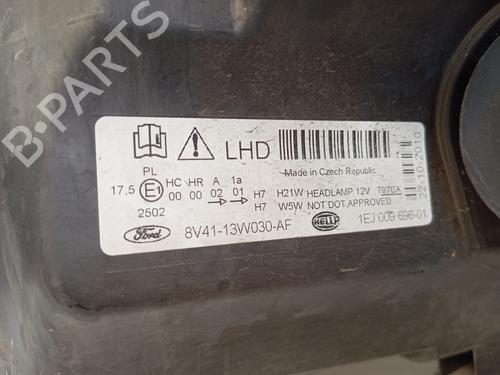 B-PARTS
LHD
Made in Czech Republic
PL
17,5 E1 HC HR A 1a
00 00 02 01
2502
H7 H21W HEADLAMP 12V T97CA
H7 W5W NOT DOT APPROVED
22-10-2010
Ford 8V41-13W030-AF HELLA 1EJ 009 696-01